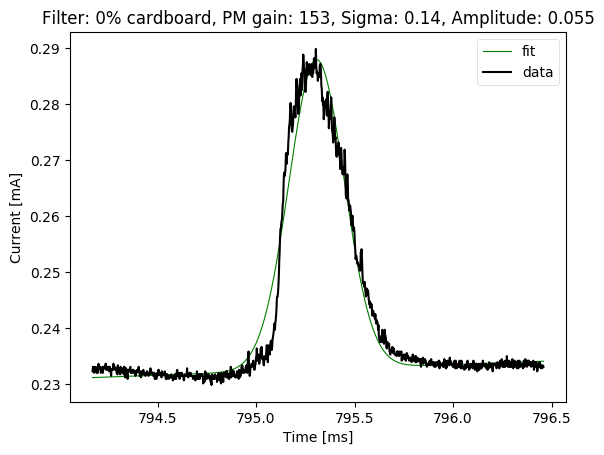 Filter: 0% cardboard, PM gain: 153, Sigma: 0.14, Amplitude: 0.055
fit
data
0.29
0.28
0.27
0.26
0.25
0.24
0.23
Current [mA]
794.5 795.0 795.5 796.0 796.5
Time [ms]